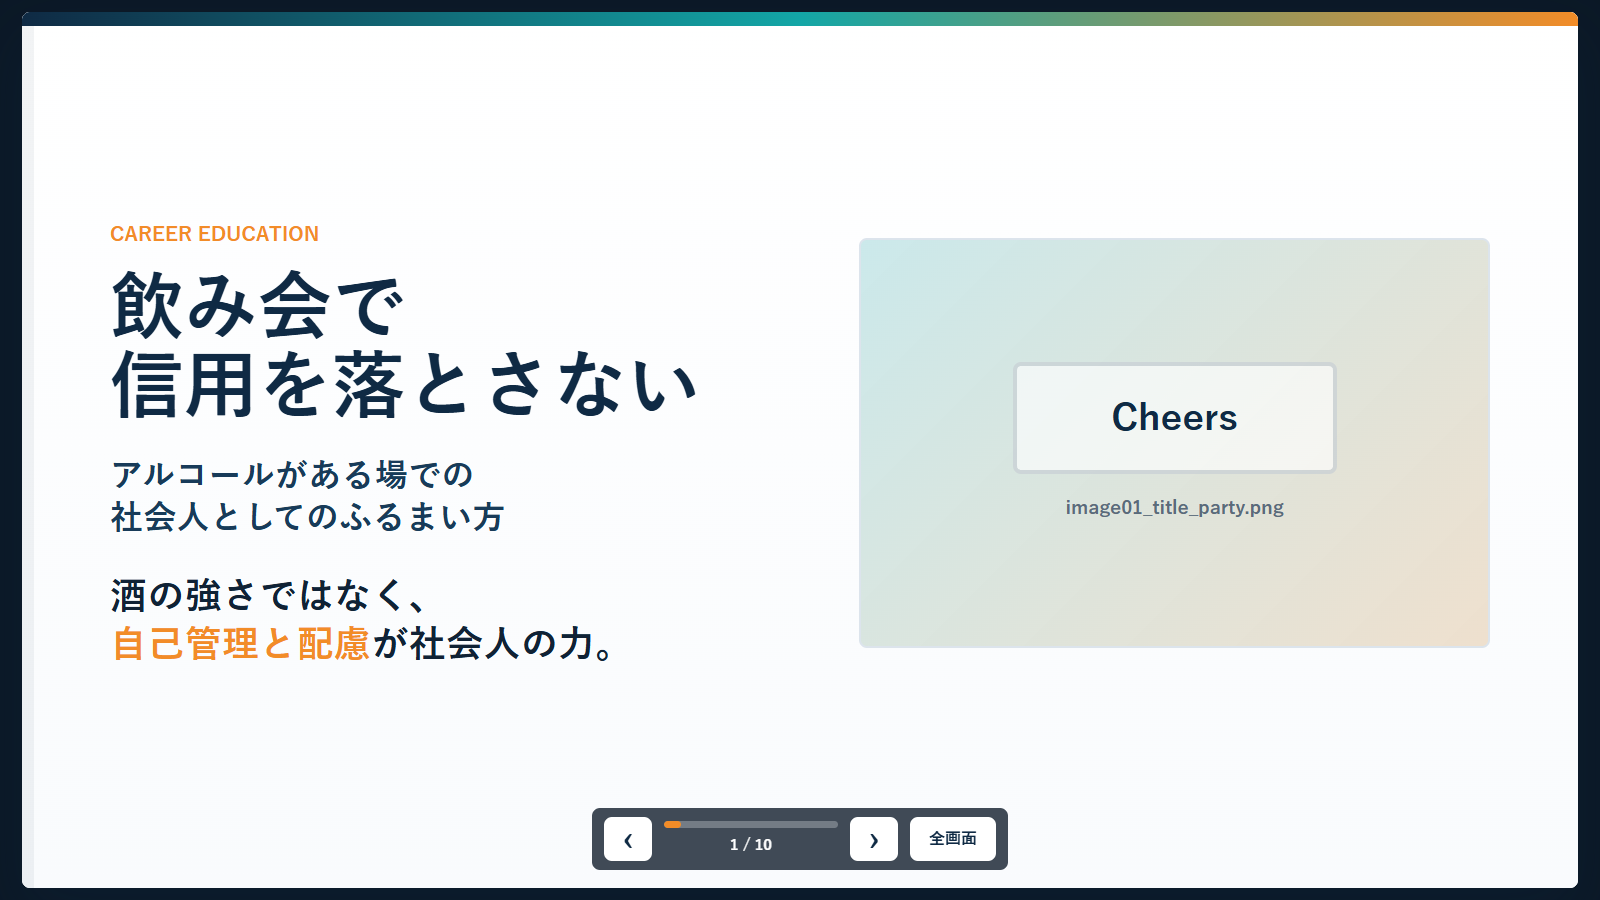 CAREER EDUCATION
飲み会で
信用を落とさない
アルコールがある場での
社会人としてのふるまい方
酒の強さではなく、
自己管理と配慮が社会人の力。
Cheers
image01_title_party.png
‹
1 / 10
›
全画面